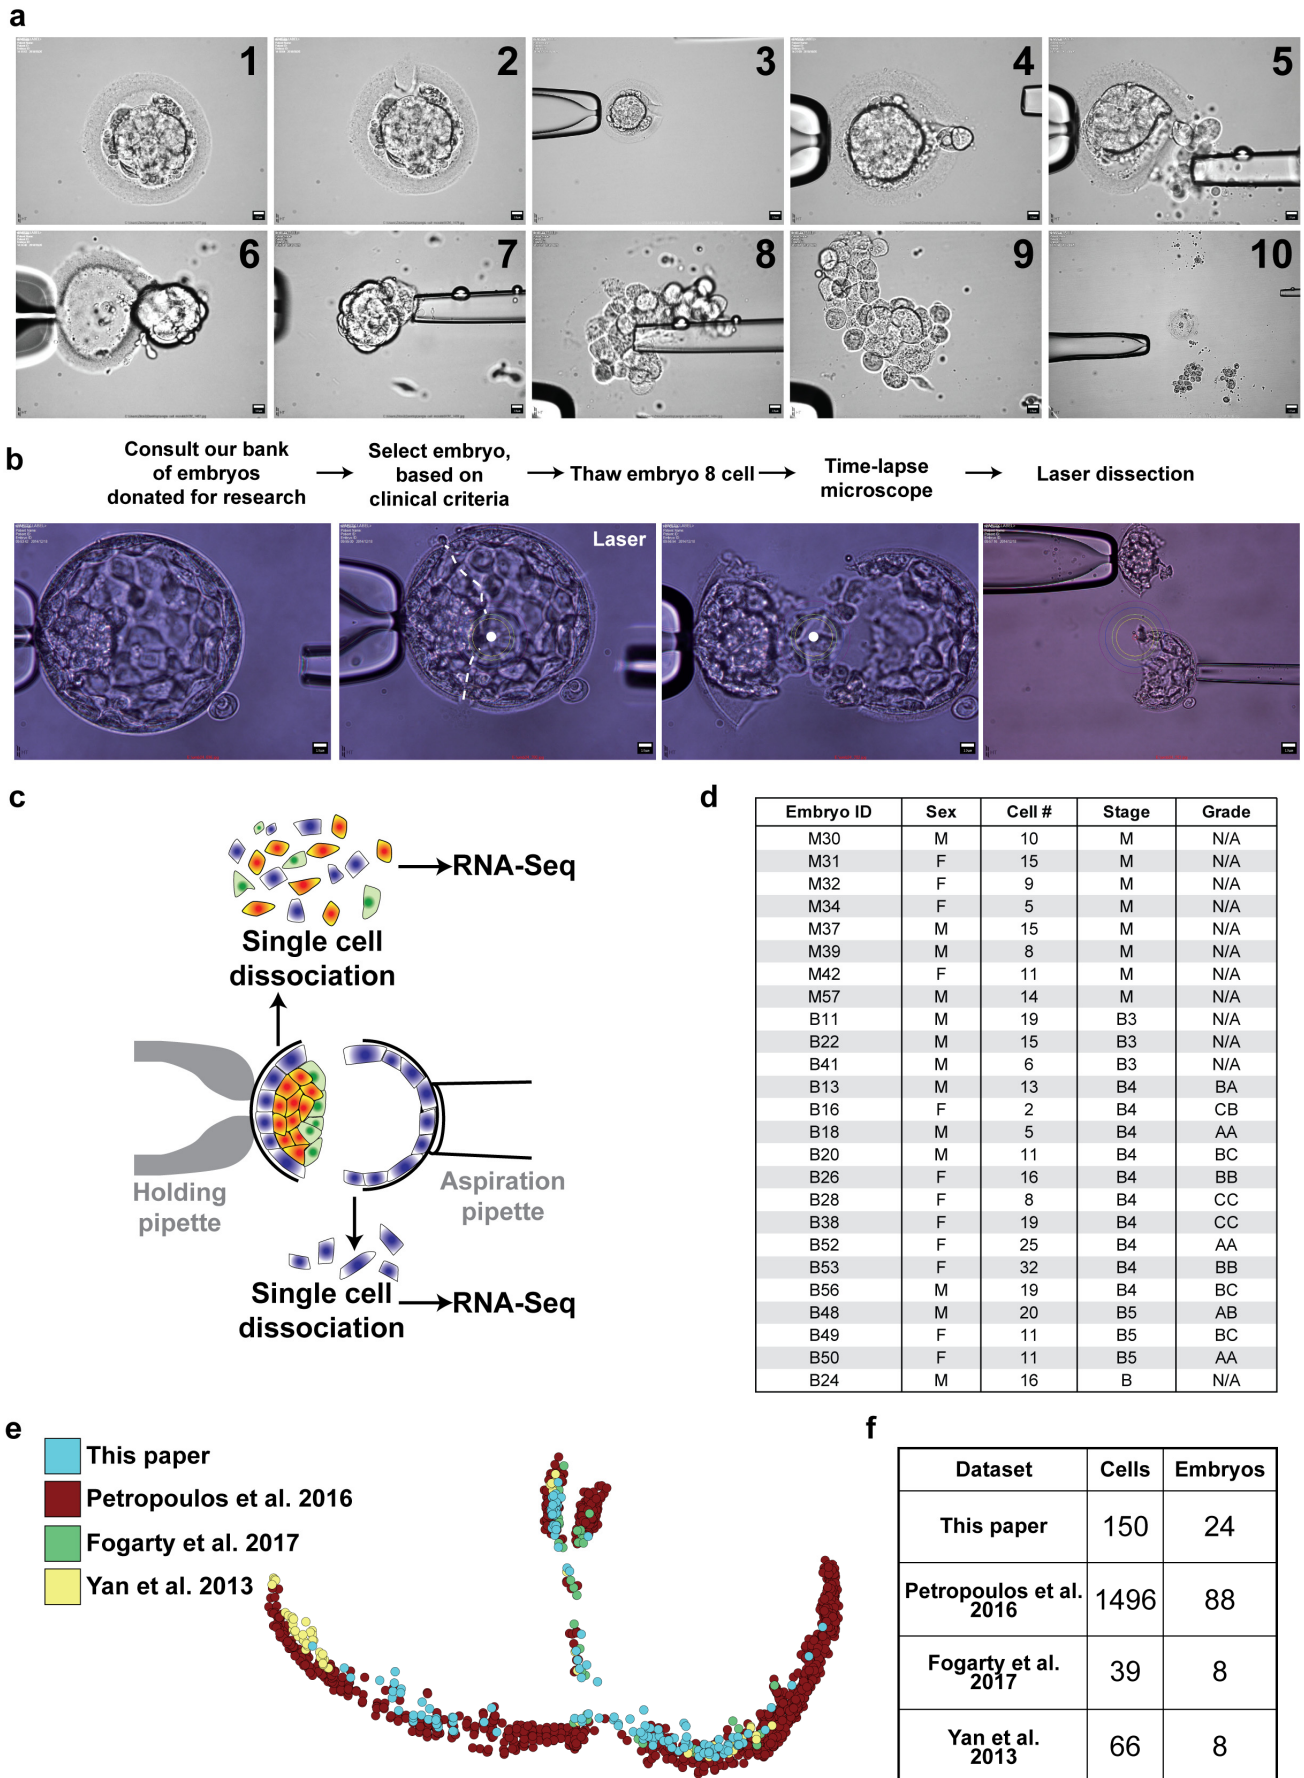 a
1
2
3
4
5
6
7
8
9
10
b
Consult our bank
of embryos
donated for research
Select embryo,
based on
clinical criteria
Thaw embryo 8 cell
Time-lapse
microscope
Laser dissection
Laser
c
RNA-Seq
Single cell
dissociation
Holding
pipette
Aspiration
pipette
Single cell
dissociation
RNA-Seq
d
Embryo ID Sex Cell # Stage Grade
M30 M 10 M N/A
M31 F 15 M N/A
M32 F 9 M N/A
M34 F 5 M N/A
M37 M 15 M N/A
M39 M 8 M N/A
M42 F 11 M N/A
M57 M 14 M N/A
B11 M 19 B3 N/A
B22 M 15 B3 N/A
B41 M 6 B3 N/A
B13 M 13 B4 BA
B16 F 2 B4 CB
B18 M 5 B4 AA
B20 M 11 B4 BC
B26 F 16 B4 BB
B28 F 8 B4 CC
B38 F 19 B4 CC
B52 F 25 B4 AA
B53 F 32 B4 BB
B56 M 19 B4 BC
B48 M 20 B5 AB
B49 F 11 B5 BC
B50 F 11 B5 AA
B24 M 16 B N/A
e
This paper
Petropoulos et al. 2016
Fogarty et al. 2017
Yan et al. 2013
f
Dataset Cells Embryos
This paper 150 24
Petropoulos et al.
2016 1496 88
Fogarty et al.
2017 39 8
Yan et al.
2013 66 8